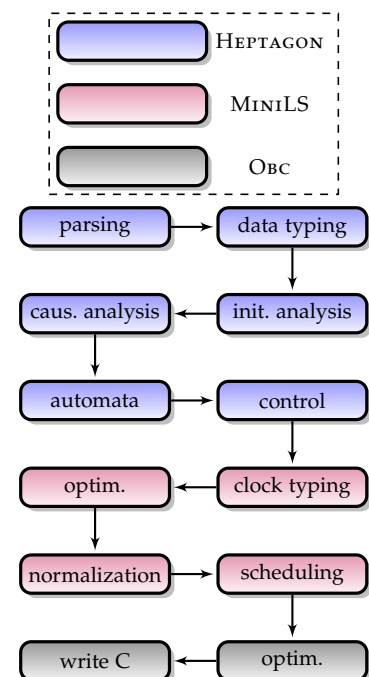 HEPTAGON
MINILS
OBC
parsing
data typing
caus. analysis
init. analysis
automata
control
optim.
clock typing
normalization
scheduling
write C
optim.